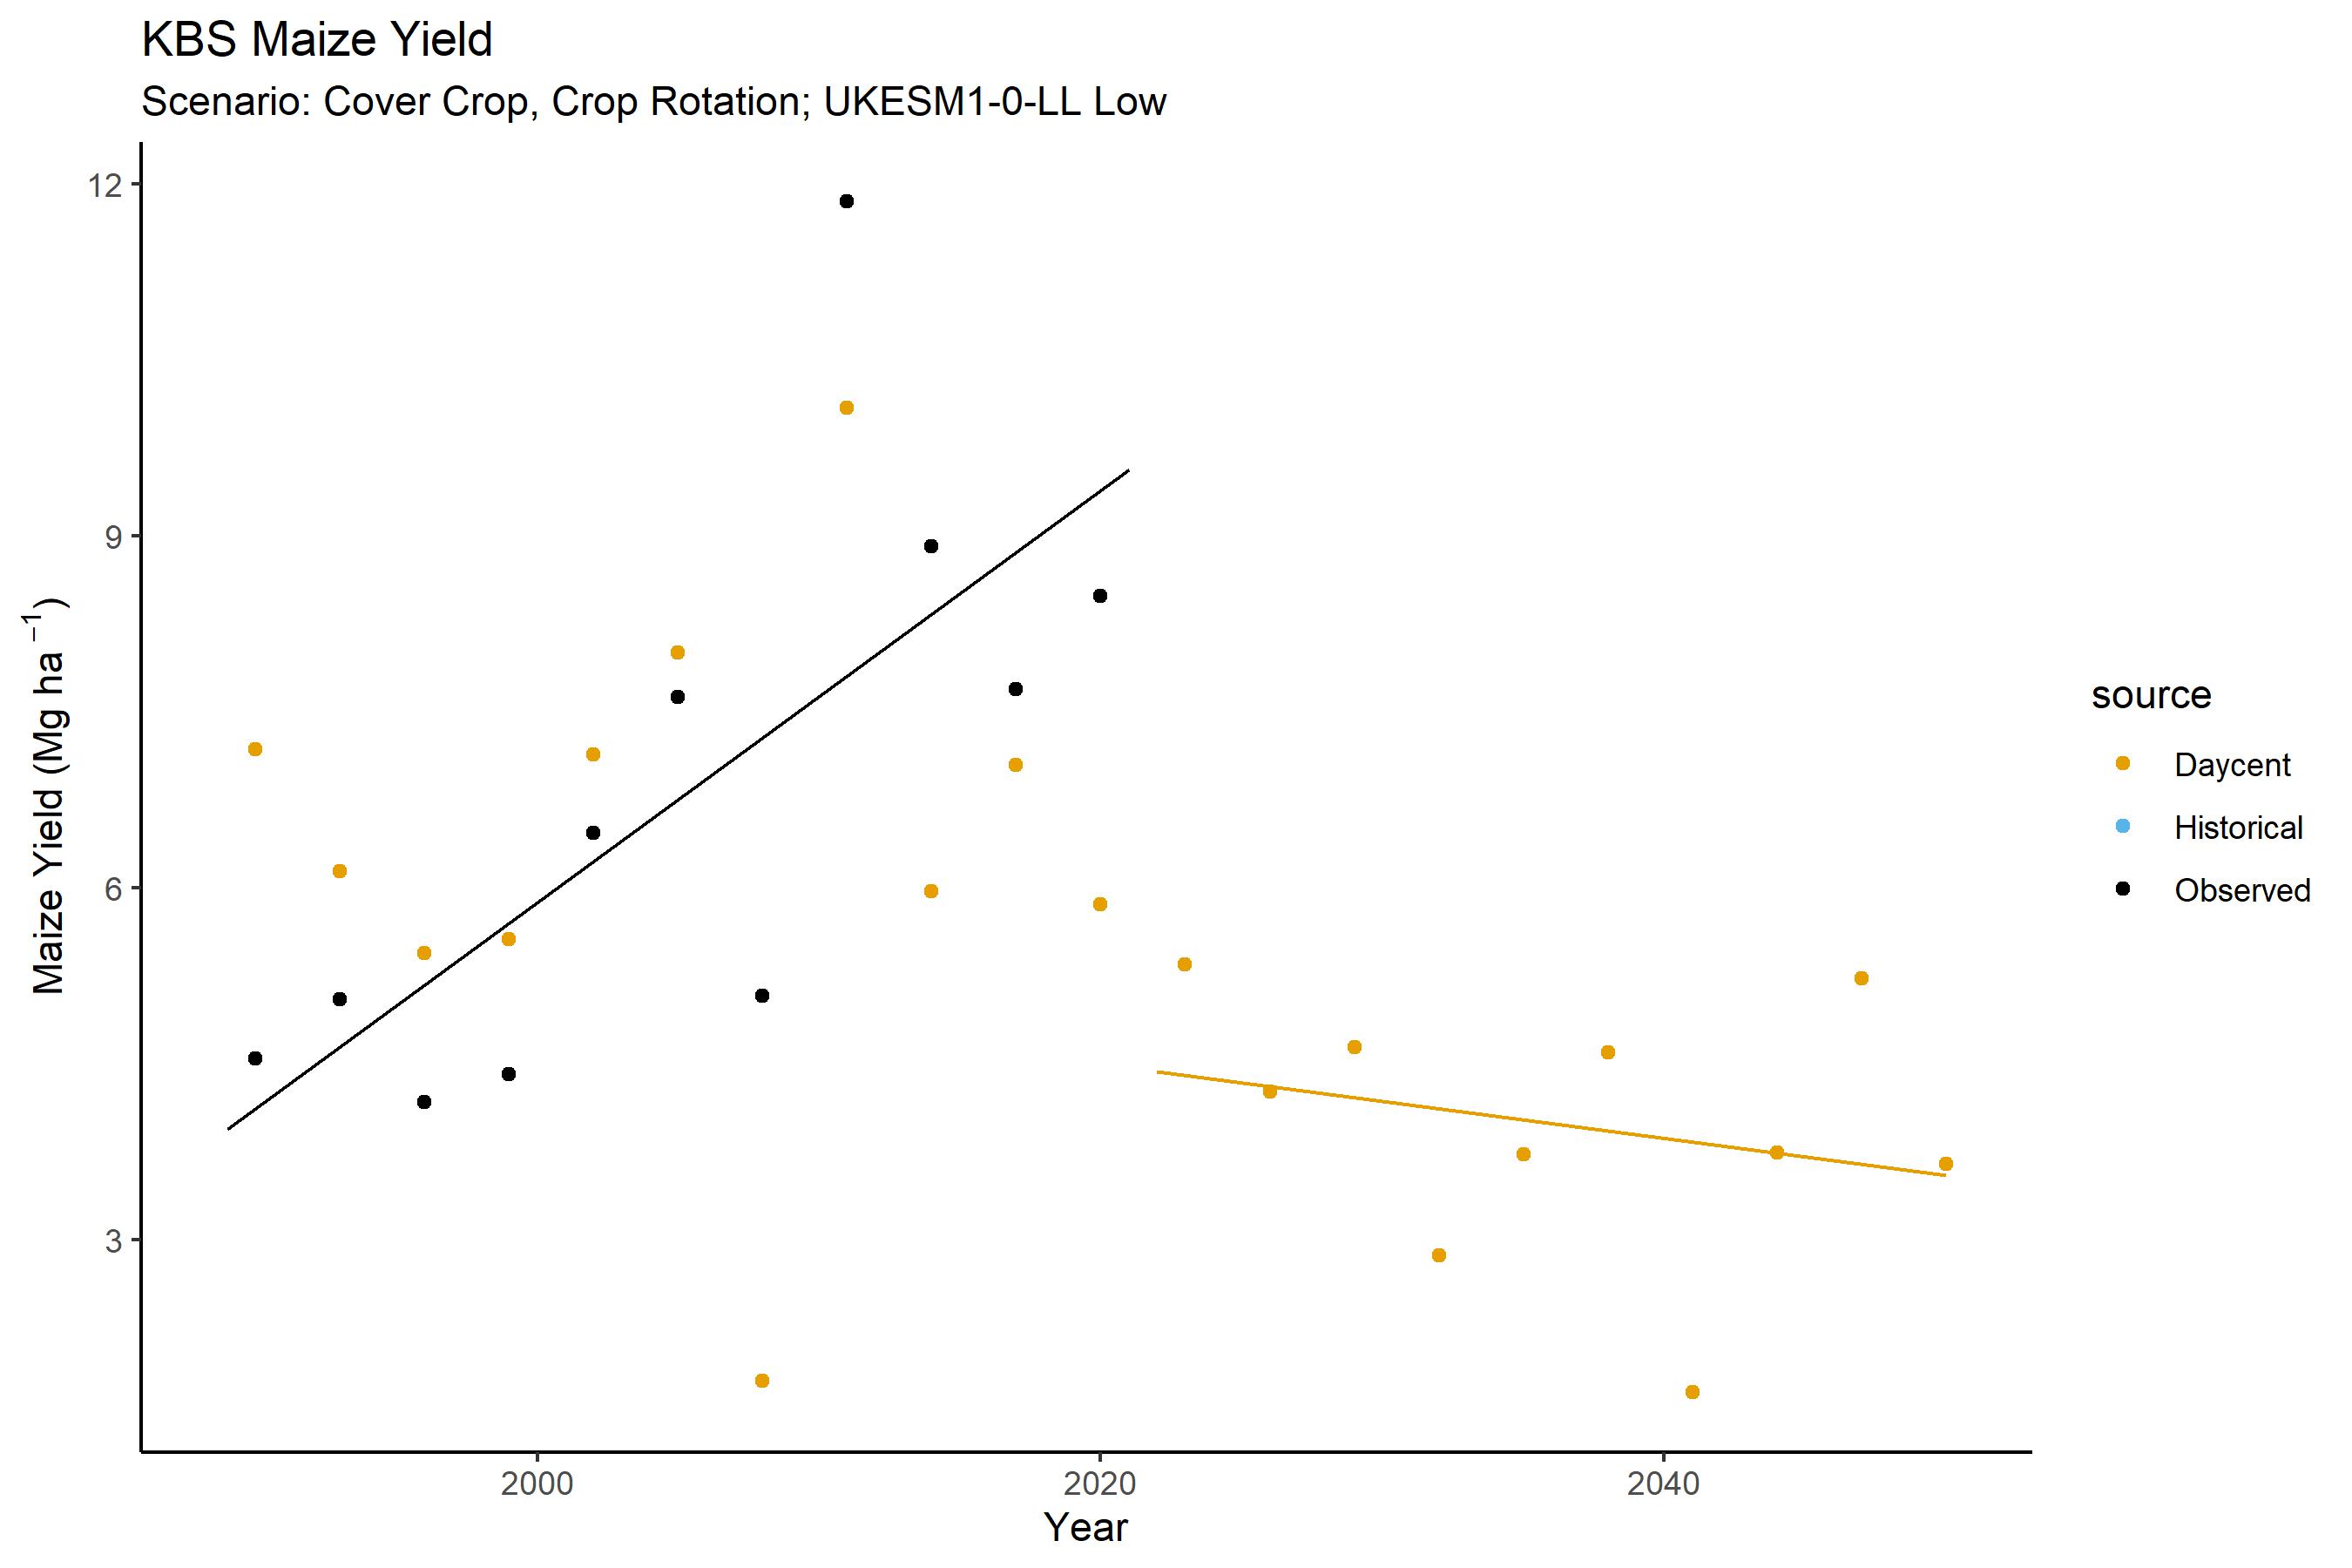 KBS Maize Yield
Scenario: Cover Crop, Crop Rotation; UKESM1-0-LL Low
12
9
6
3
Maize Yield (Mg ha −1)
2000
2020
2040
Year
source
Daycent
Historical
Observed